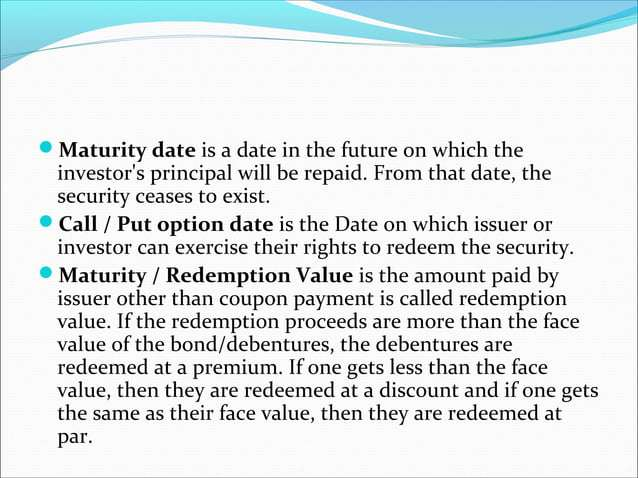 Maturity date is a date in the future on which the
investor's principal will be repaid. From that date, the
security ceases to exist.
Call / Put option date is the Date on which issuer or
investor can exercise their rights to redeem the security.
Maturity / Redemption Value is the amount paid by
issuer other than coupon payment is called redemption
value. If the redemption proceeds are more than the face
value of the bond/debentures, the debentures are
redeemed at a premium. If one gets less than the face
value, then they are redeemed at a discount and if one gets
the same as their face value, then they are redeemed at
par.